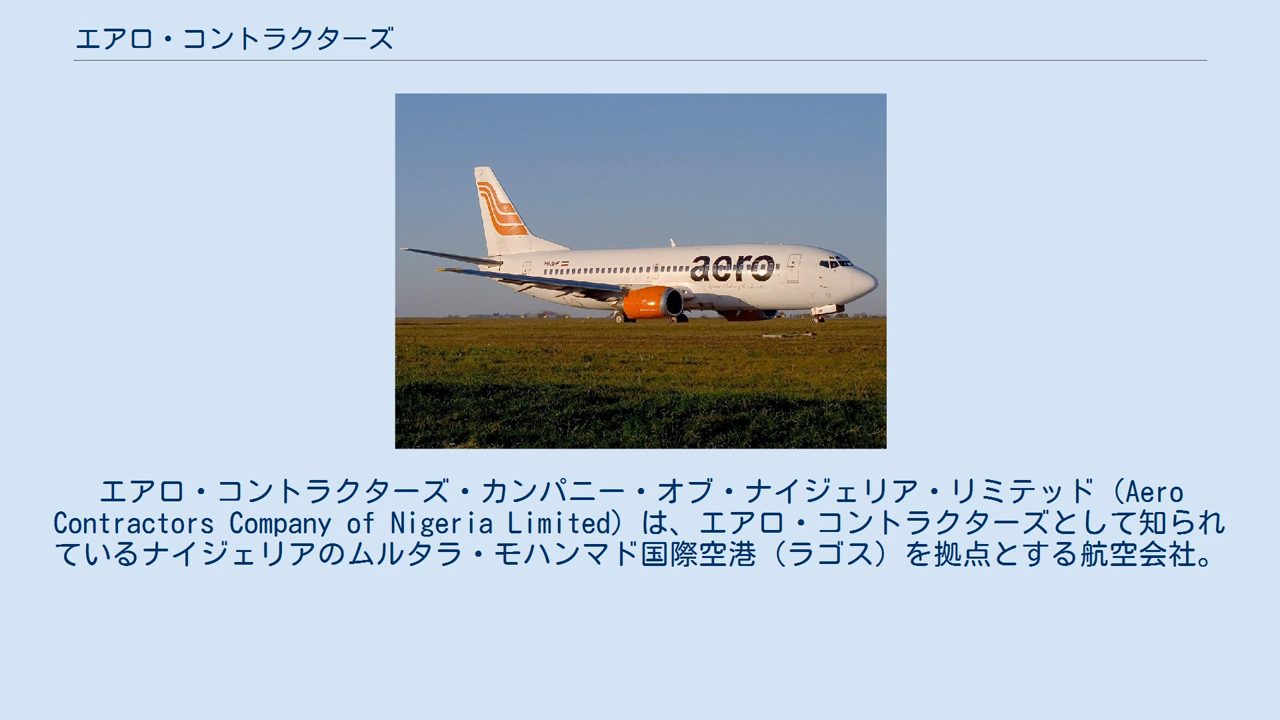 エアロ・コントラクターズ
aero
エアロ・コントラクターズ・カンパニー・オブ・ナイジェリア・リミテッド（Aero
Contractors Company of Nigeria Limited）は、エアロ・コントラクターズとして知られ
ているナイジェリアのムルタラ・モハンマド国際空港（ラゴス）を拠点とする航空会社。